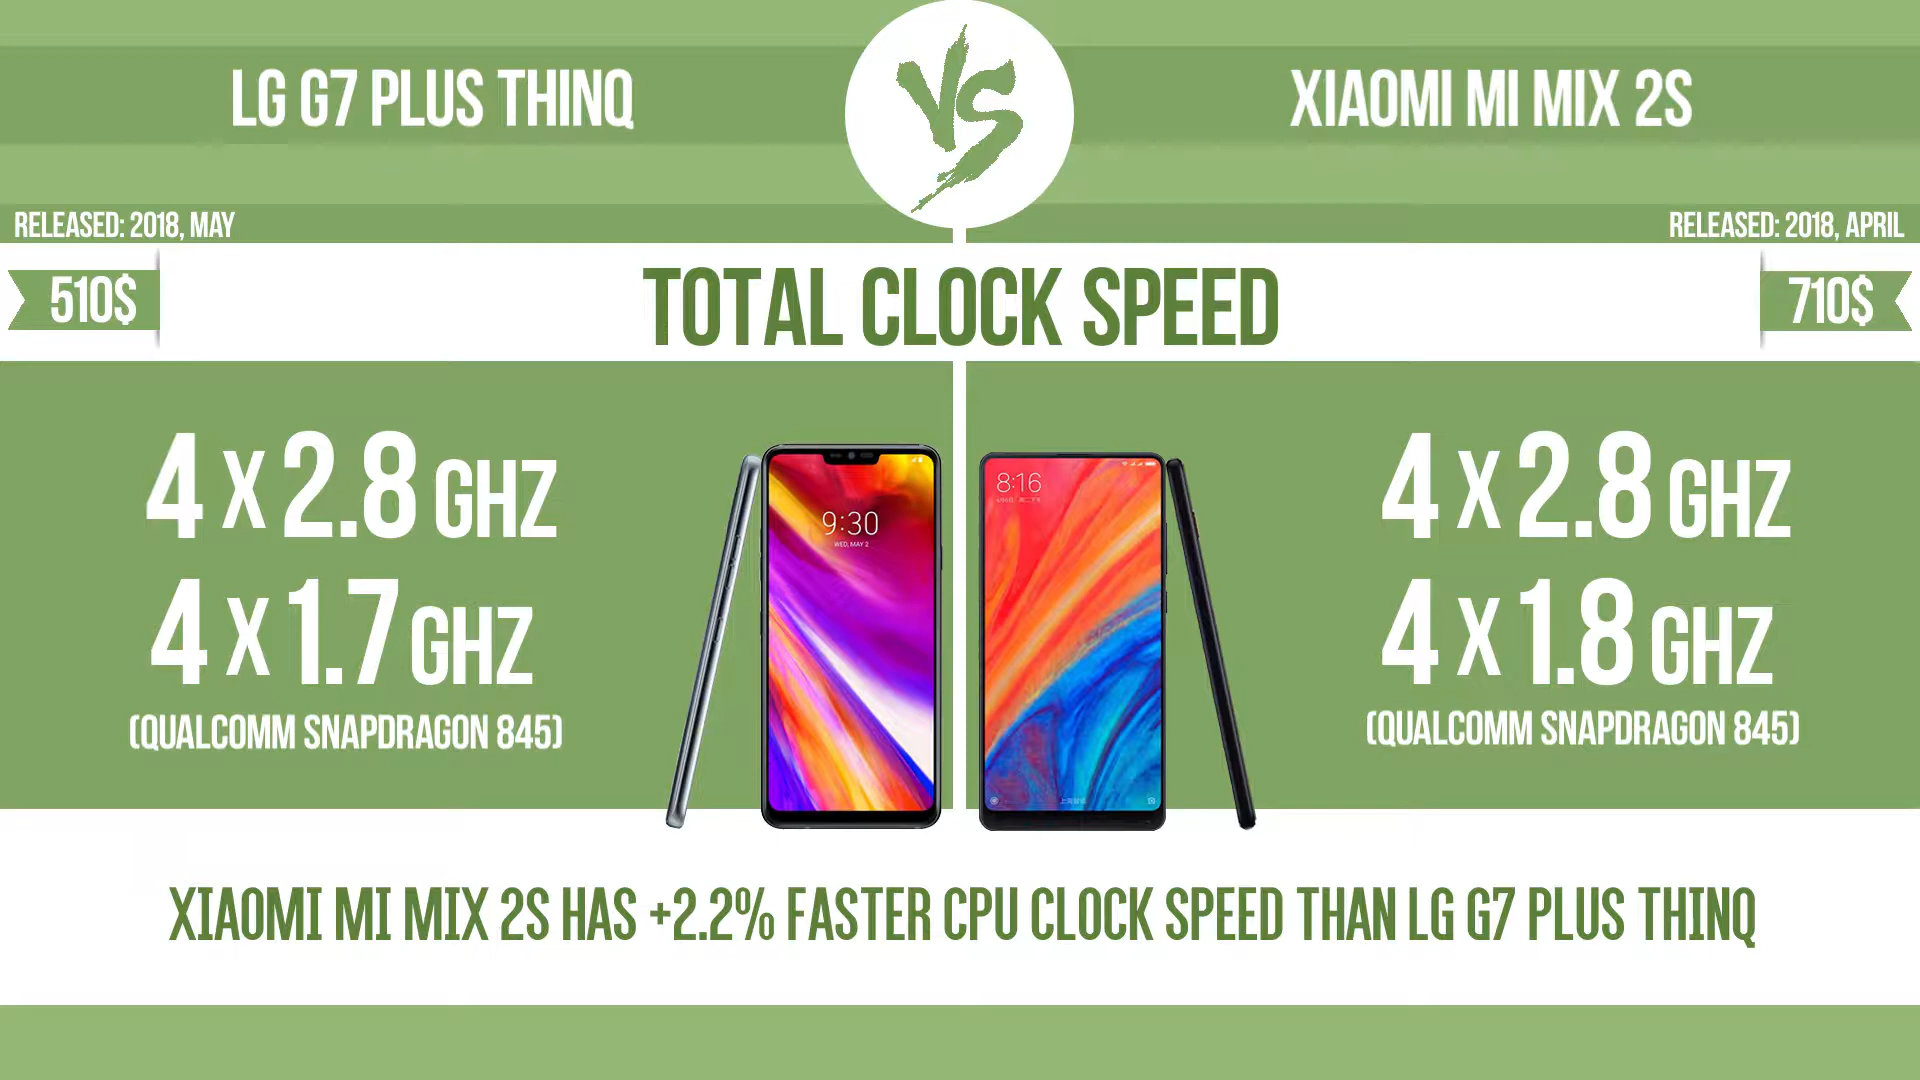 LG G7 PLUS THINQ
VS
XIAOMI MI MIX 2S
RELEASED: 2018, MAY
RELEASED: 2018, APRIL
510$
TOTAL CLOCK SPEED
710$
4 X 2.8 GHZ
4 X 1.7 GHZ
(QUALCOMM SNAPDRAGON 845)
9:30
WED, MAY 2
8:16
4 X 2.8 GHZ
4 X 1.8 GHZ
(QUALCOMM SNAPDRAGON 845)
XIAOMI MI MIX 2S HAS +2.2% FASTER CPU CLOCK SPEED THAN LG G7 PLUS THINQ